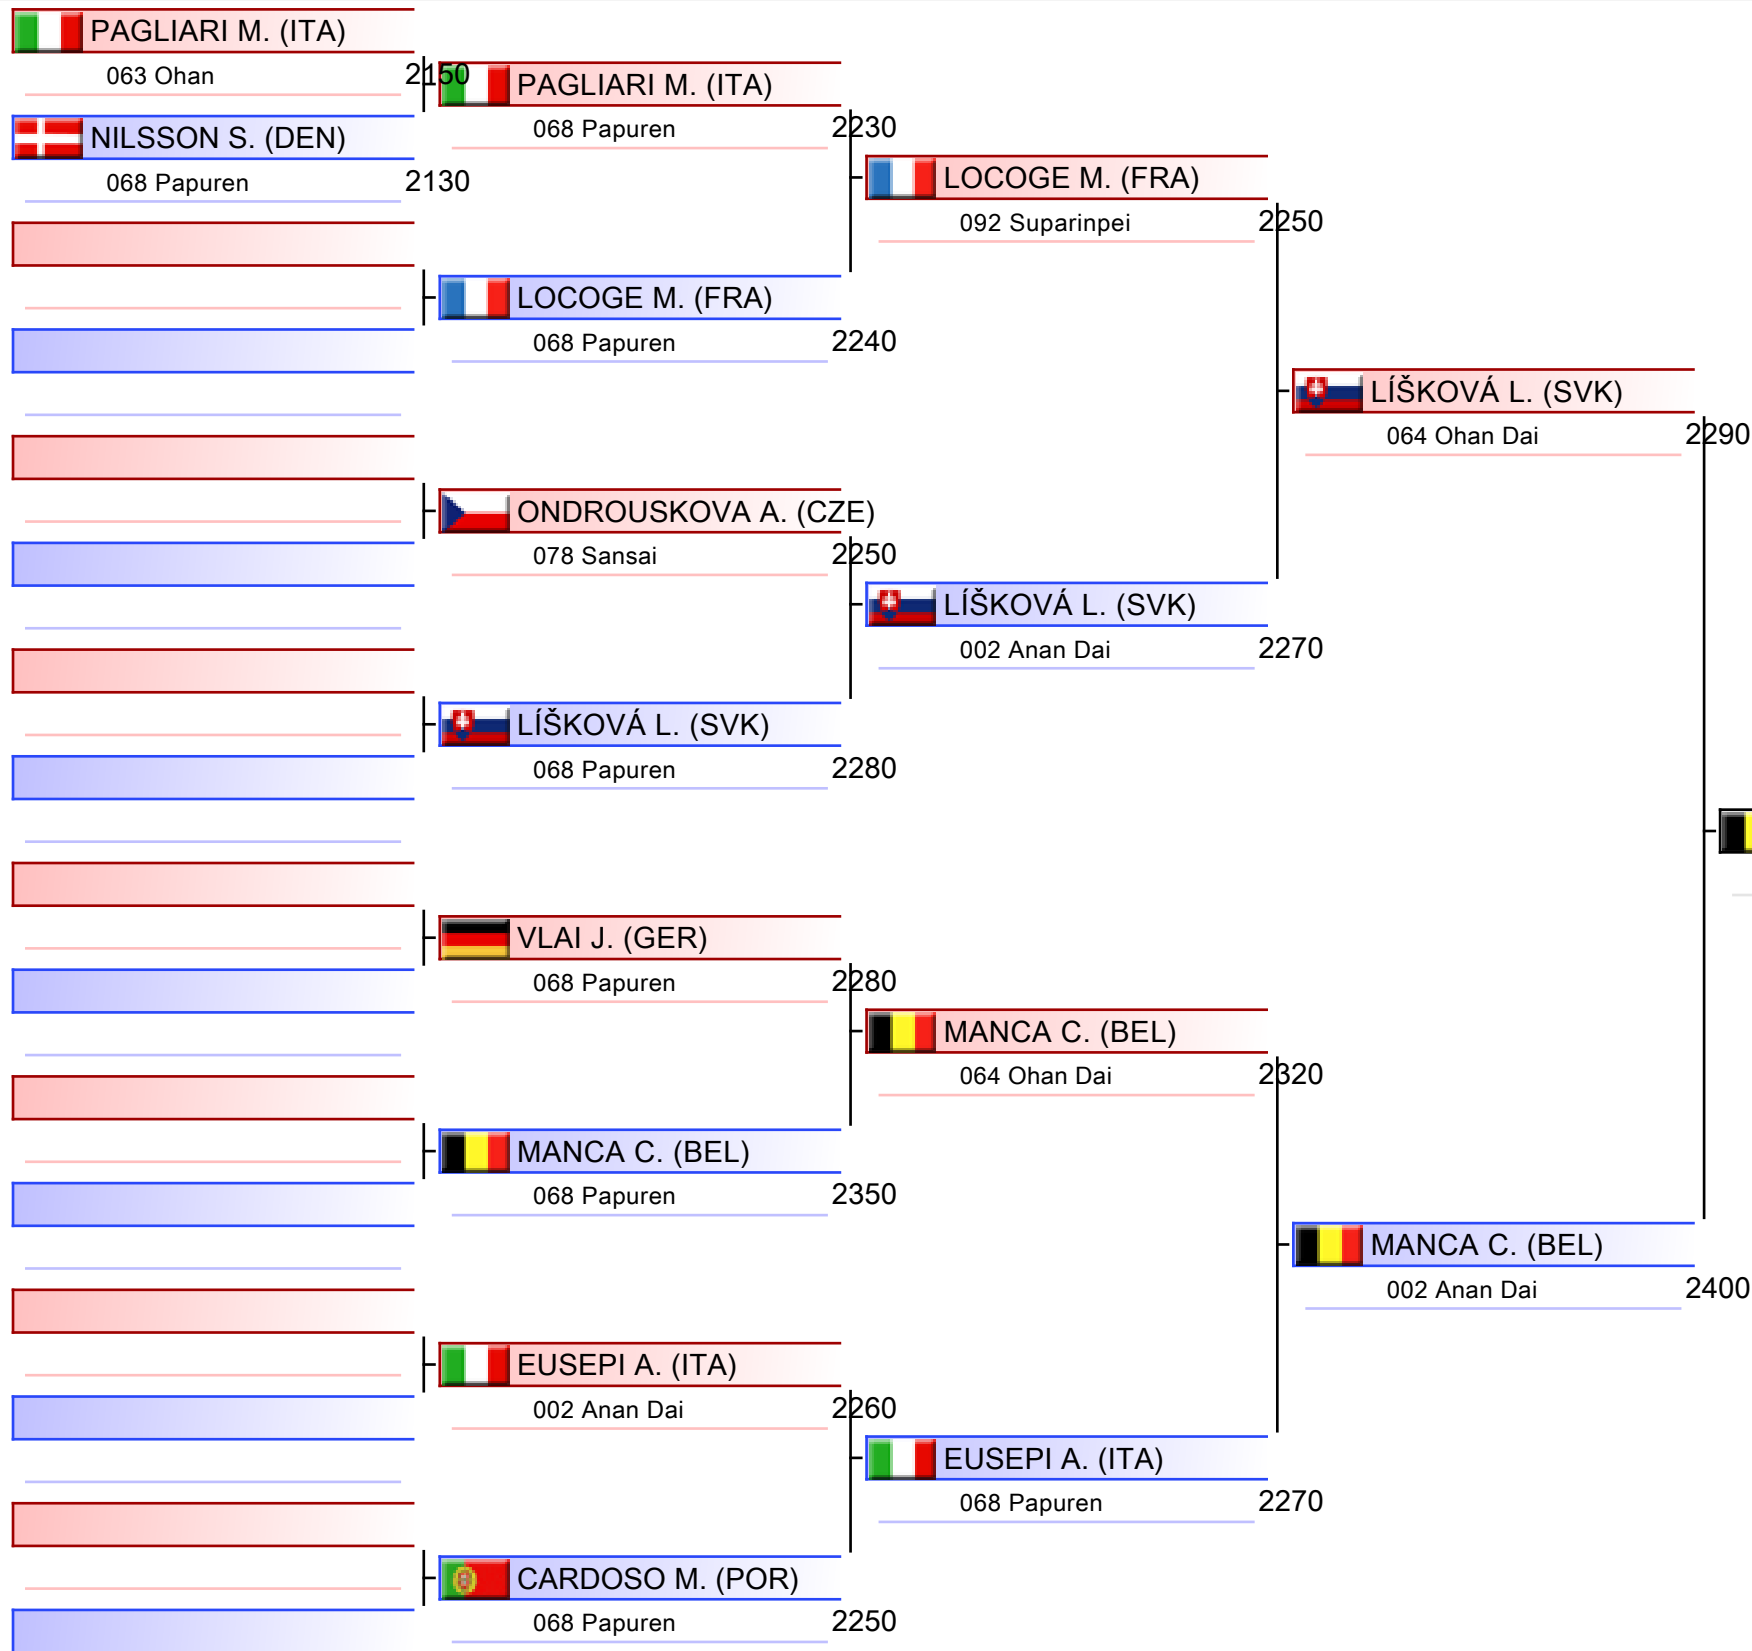 PAGLIARI M. (ITA)
063 Ohan 2150
NILSSON S. (DEN)
068 Papuren 2130
PAGLIARI M. (ITA)
068 Papuren 2230
LOCOGE M. (FRA)
068 Papuren 2240
ONDROUSKOVA A. (CZE)
078 Sansai 2250
LÍŠKOVÁ L. (SVK)
068 Papuren 2280
VLAI J. (GER)
068 Papuren 2280
MANCA C. (BEL)
068 Papuren 2350
EUSEPI A. (ITA)
002 Anan Dai 2260
CARDOSO M. (POR)
068 Papuren 2250
LOCOGE M. (FRA)
092 Suparinpei 2250
LÍŠKOVÁ L. (SVK)
002 Anan Dai 2270
MANCA C. (BEL)
064 Ohan Dai 2320
EUSEPI A. (ITA)
068 Papuren 2270
LÍŠKOVÁ L. (SVK)
064 Ohan Dai 2290
MANCA C. (BEL)
002 Anan Dai 2400